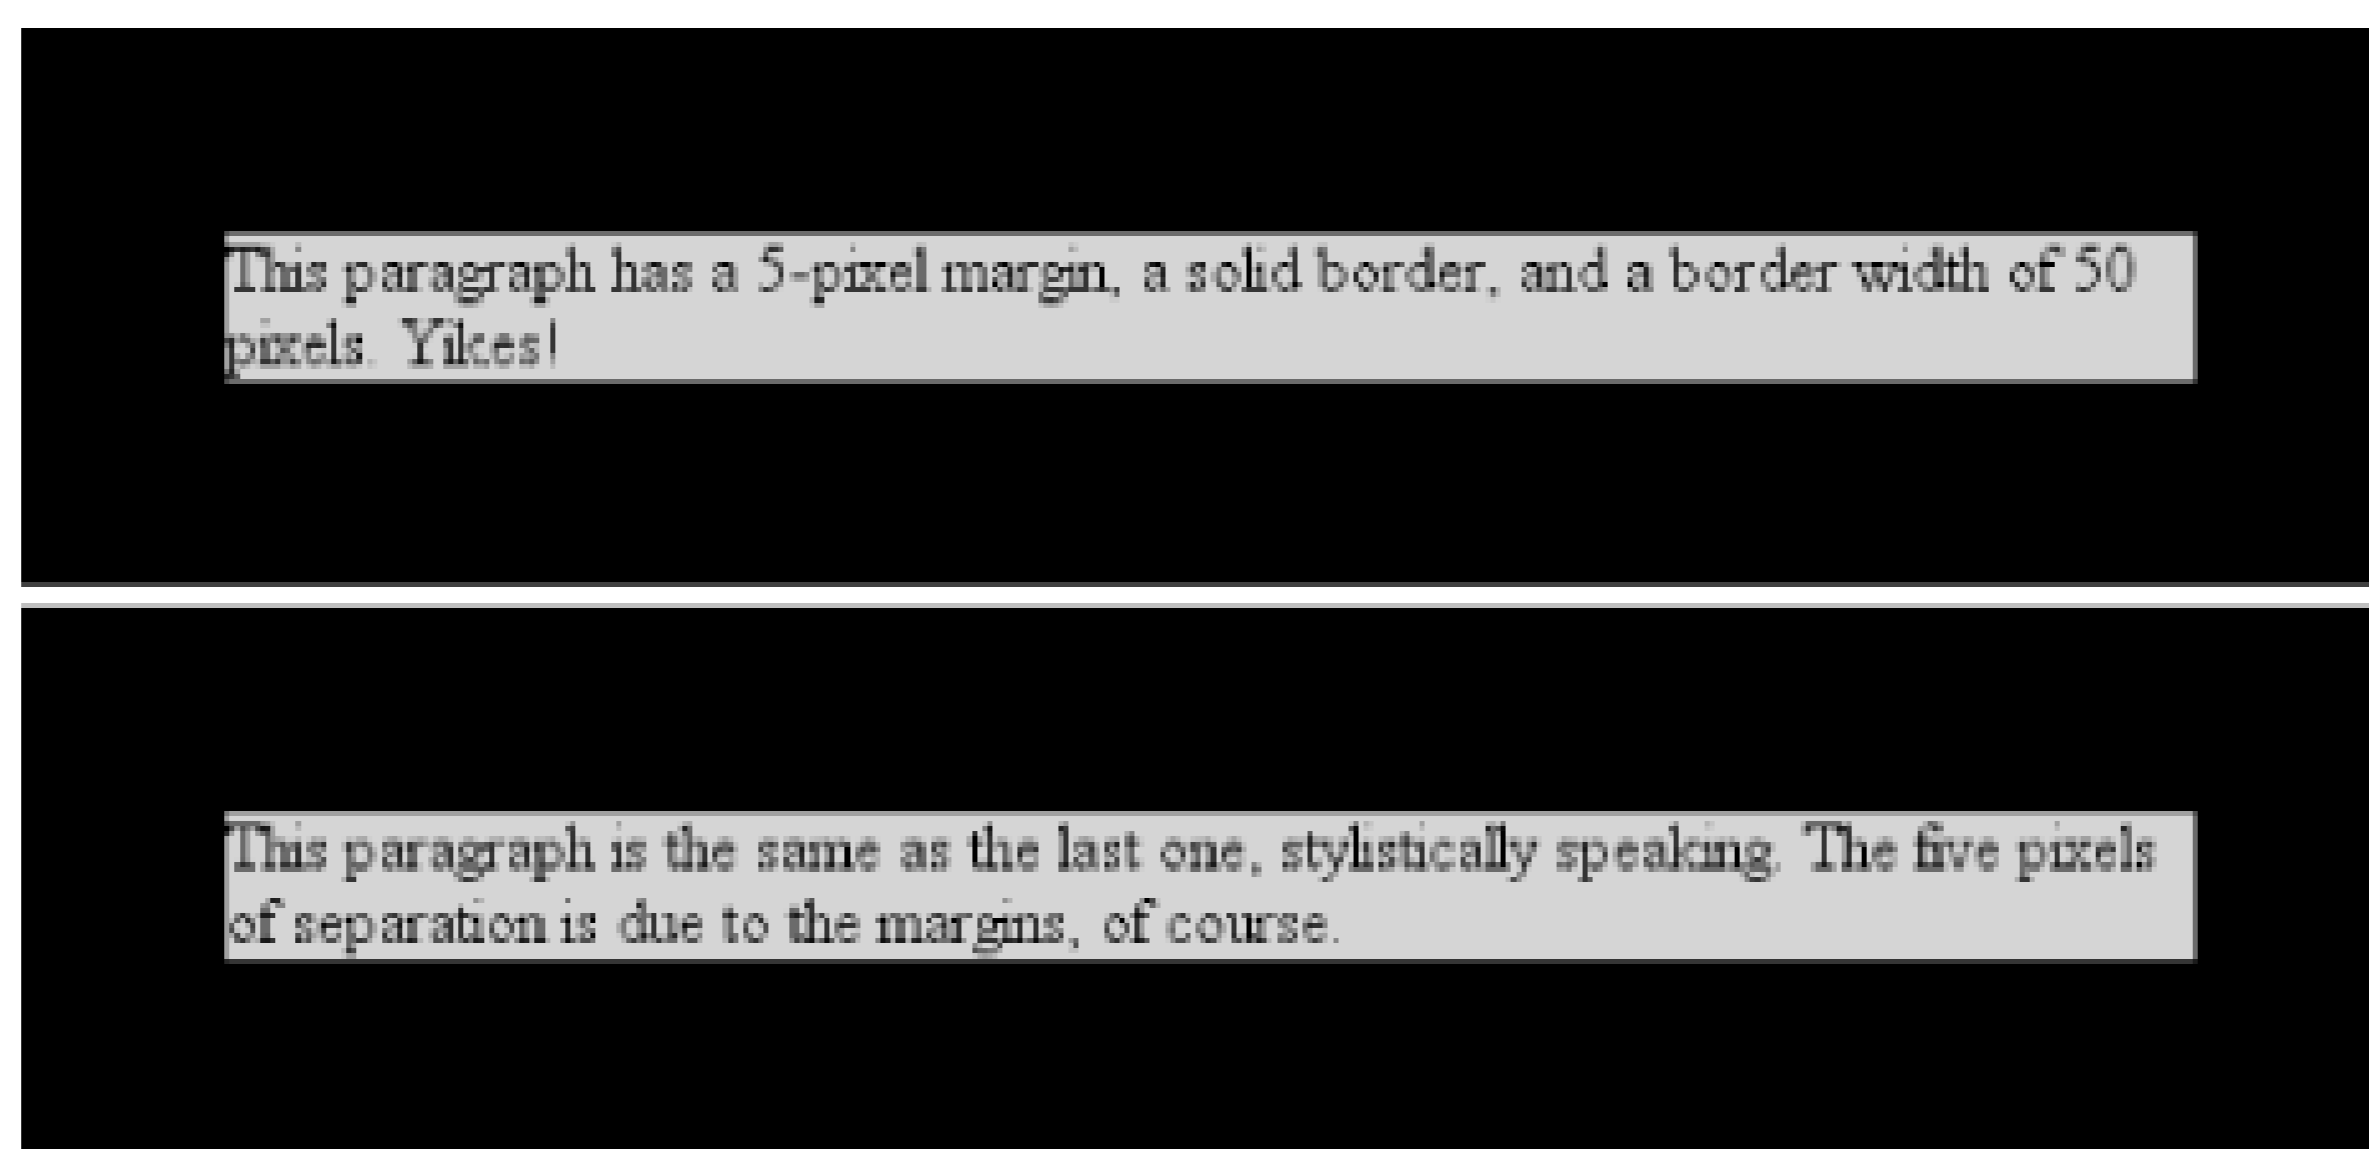 This paragraph has a 5-pixel margin, a solid border, and a border width of 50
pixels. Yikes!
This paragraph is the same as the last one, stylistically speaking. The five pixels
of separation is due to the margins, of course.